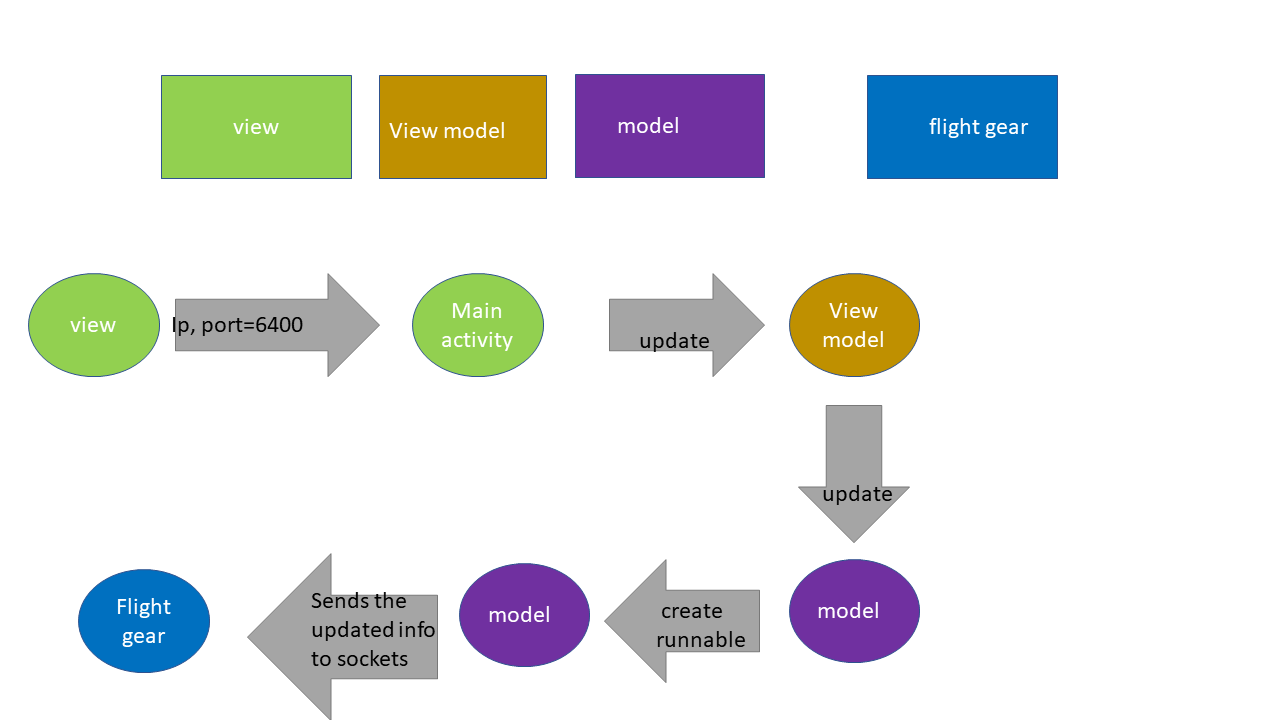 view
View model
model
flight gear
view
Ip, port=6400
Main
activity
update
View
model
update
Flight
gear
Sends the
updated info
to sockets
model
create
runnable
model